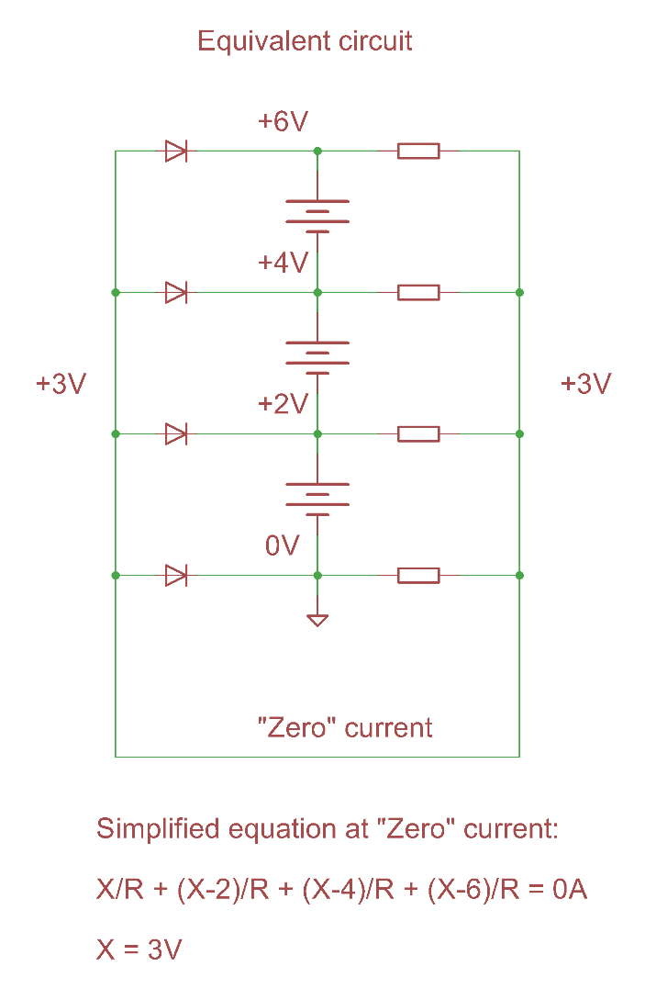 Equivalent circuit
+6V
+4V
+3V
+3V
+2V
0V
"Zero" current
Simplified equation at "Zero" current:
X/R + (X-2)/R + (X-4)/R + (X-6)/R = 0A
X = 3V